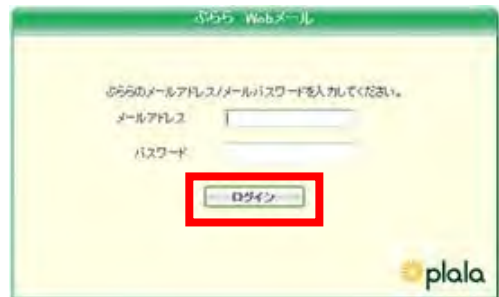 ぷらら Webメール
ぷららのメールアドレス/メールパスワードを入力してください。
メールアドレス
パスワード
ログイン
plala